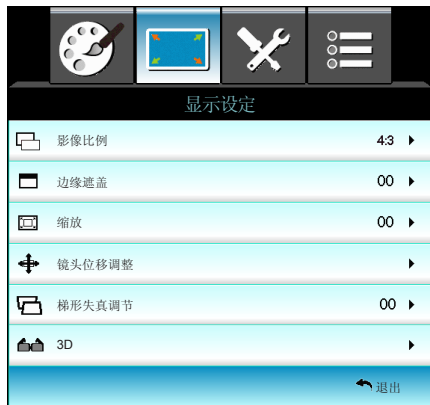 显示设定
影像比例 4:3
边缘遮盖 00
缩放 00
镜头位移调整
梯形失真调节 00
3D
退出